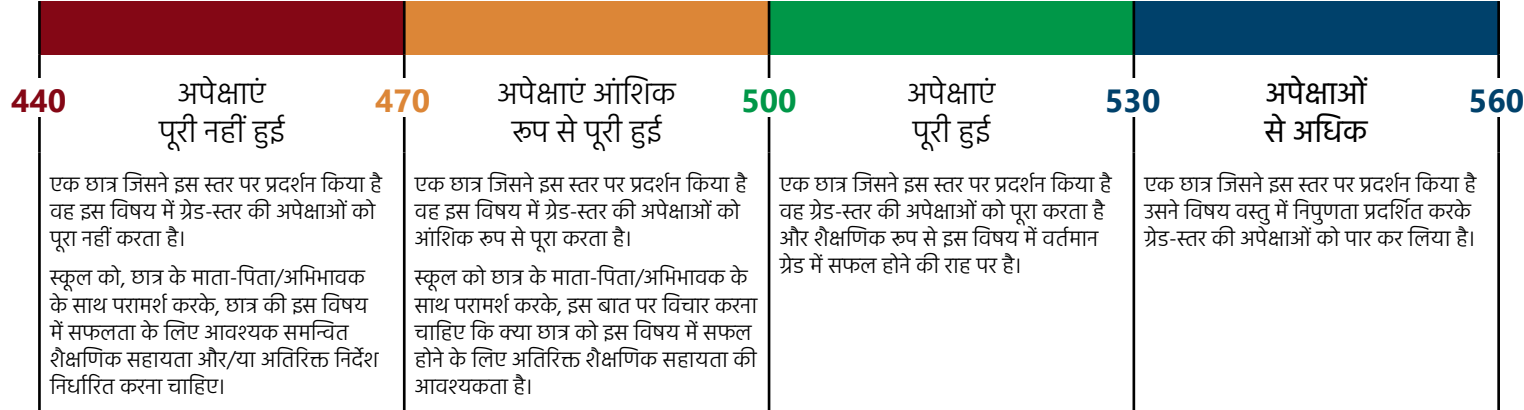 440
अपेक्षाएं
पूरी नहीं हुई
470
अपेक्षाएं आंशिक
रूप से पूरी हुई
500
अपेक्षाएं
पूरी हुई
530
अपेक्षाओं
से अधिक
560
एक छात्र जिसने इस स्तर पर प्रदर्शन किया है
वह इस विषय में ग्रेड-स्तर की अपेक्षाओं को
पूरा नहीं करता है।
स्कूल को, छात्र के माता-पिता/अभिभावक
के साथ परामर्श करके, छात्र की इस विषय
में सफलता के लिए आवश्यक समन्वित
शैक्षणिक सहायता और/या अतिरिक्त निर्देश
निर्धारित करना चाहिए।
एक छात्र जिसने इस स्तर पर प्रदर्शन किया है
वह इस विषय में ग्रेड-स्तर की अपेक्षाओं को
आंशिक रूप से पूरा करता है।
स्कूल को छात्र के माता-पिता/अभिभावक के
साथ परामर्श करके, इस बात पर विचार करना
चाहिए कि क्या छात्र को इस विषय में सफल
होने के लिए अतिरिक्त शैक्षणिक सहायता की
आवश्यकता है।
एक छात्र जिसने इस स्तर पर प्रदर्शन किया है
वह ग्रेड-स्तर की अपेक्षाओं को पूरा करता है
और शैक्षणिक रूप से इस विषय में वर्तमान
ग्रेड में सफल होने की राह पर है।
एक छात्र जिसने इस स्तर पर प्रदर्शन किया है
उसने विषय वस्तु में निपुणता प्रदर्शित करके
ग्रेड-स्तर की अपेक्षाओं को पार कर लिया है।